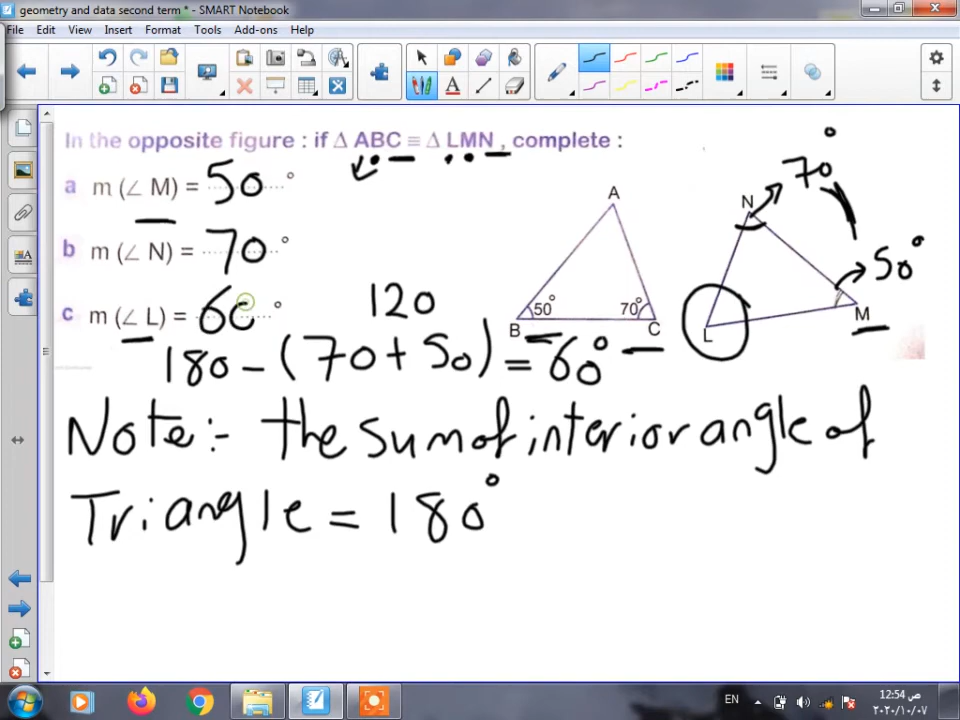 geometry and data second term * - SMART Notebook
File Edit View Insert Format Tools Add-ons Help
In the opposite figure : if Δ ABC ≡ Δ LMN , complete :
a m (∠ M) = 50 °
b m (∠ N) = 70 °
c m (∠ L) = 60 °
120
180 - (70 + 50) = 60°
A
50°
70°
B
C
N
70°
50°
M
L
Note:- the sum of interior angle of
Triangle = 180°
EN
12:54 ص
٢٠٢٠/١٠/٠٧